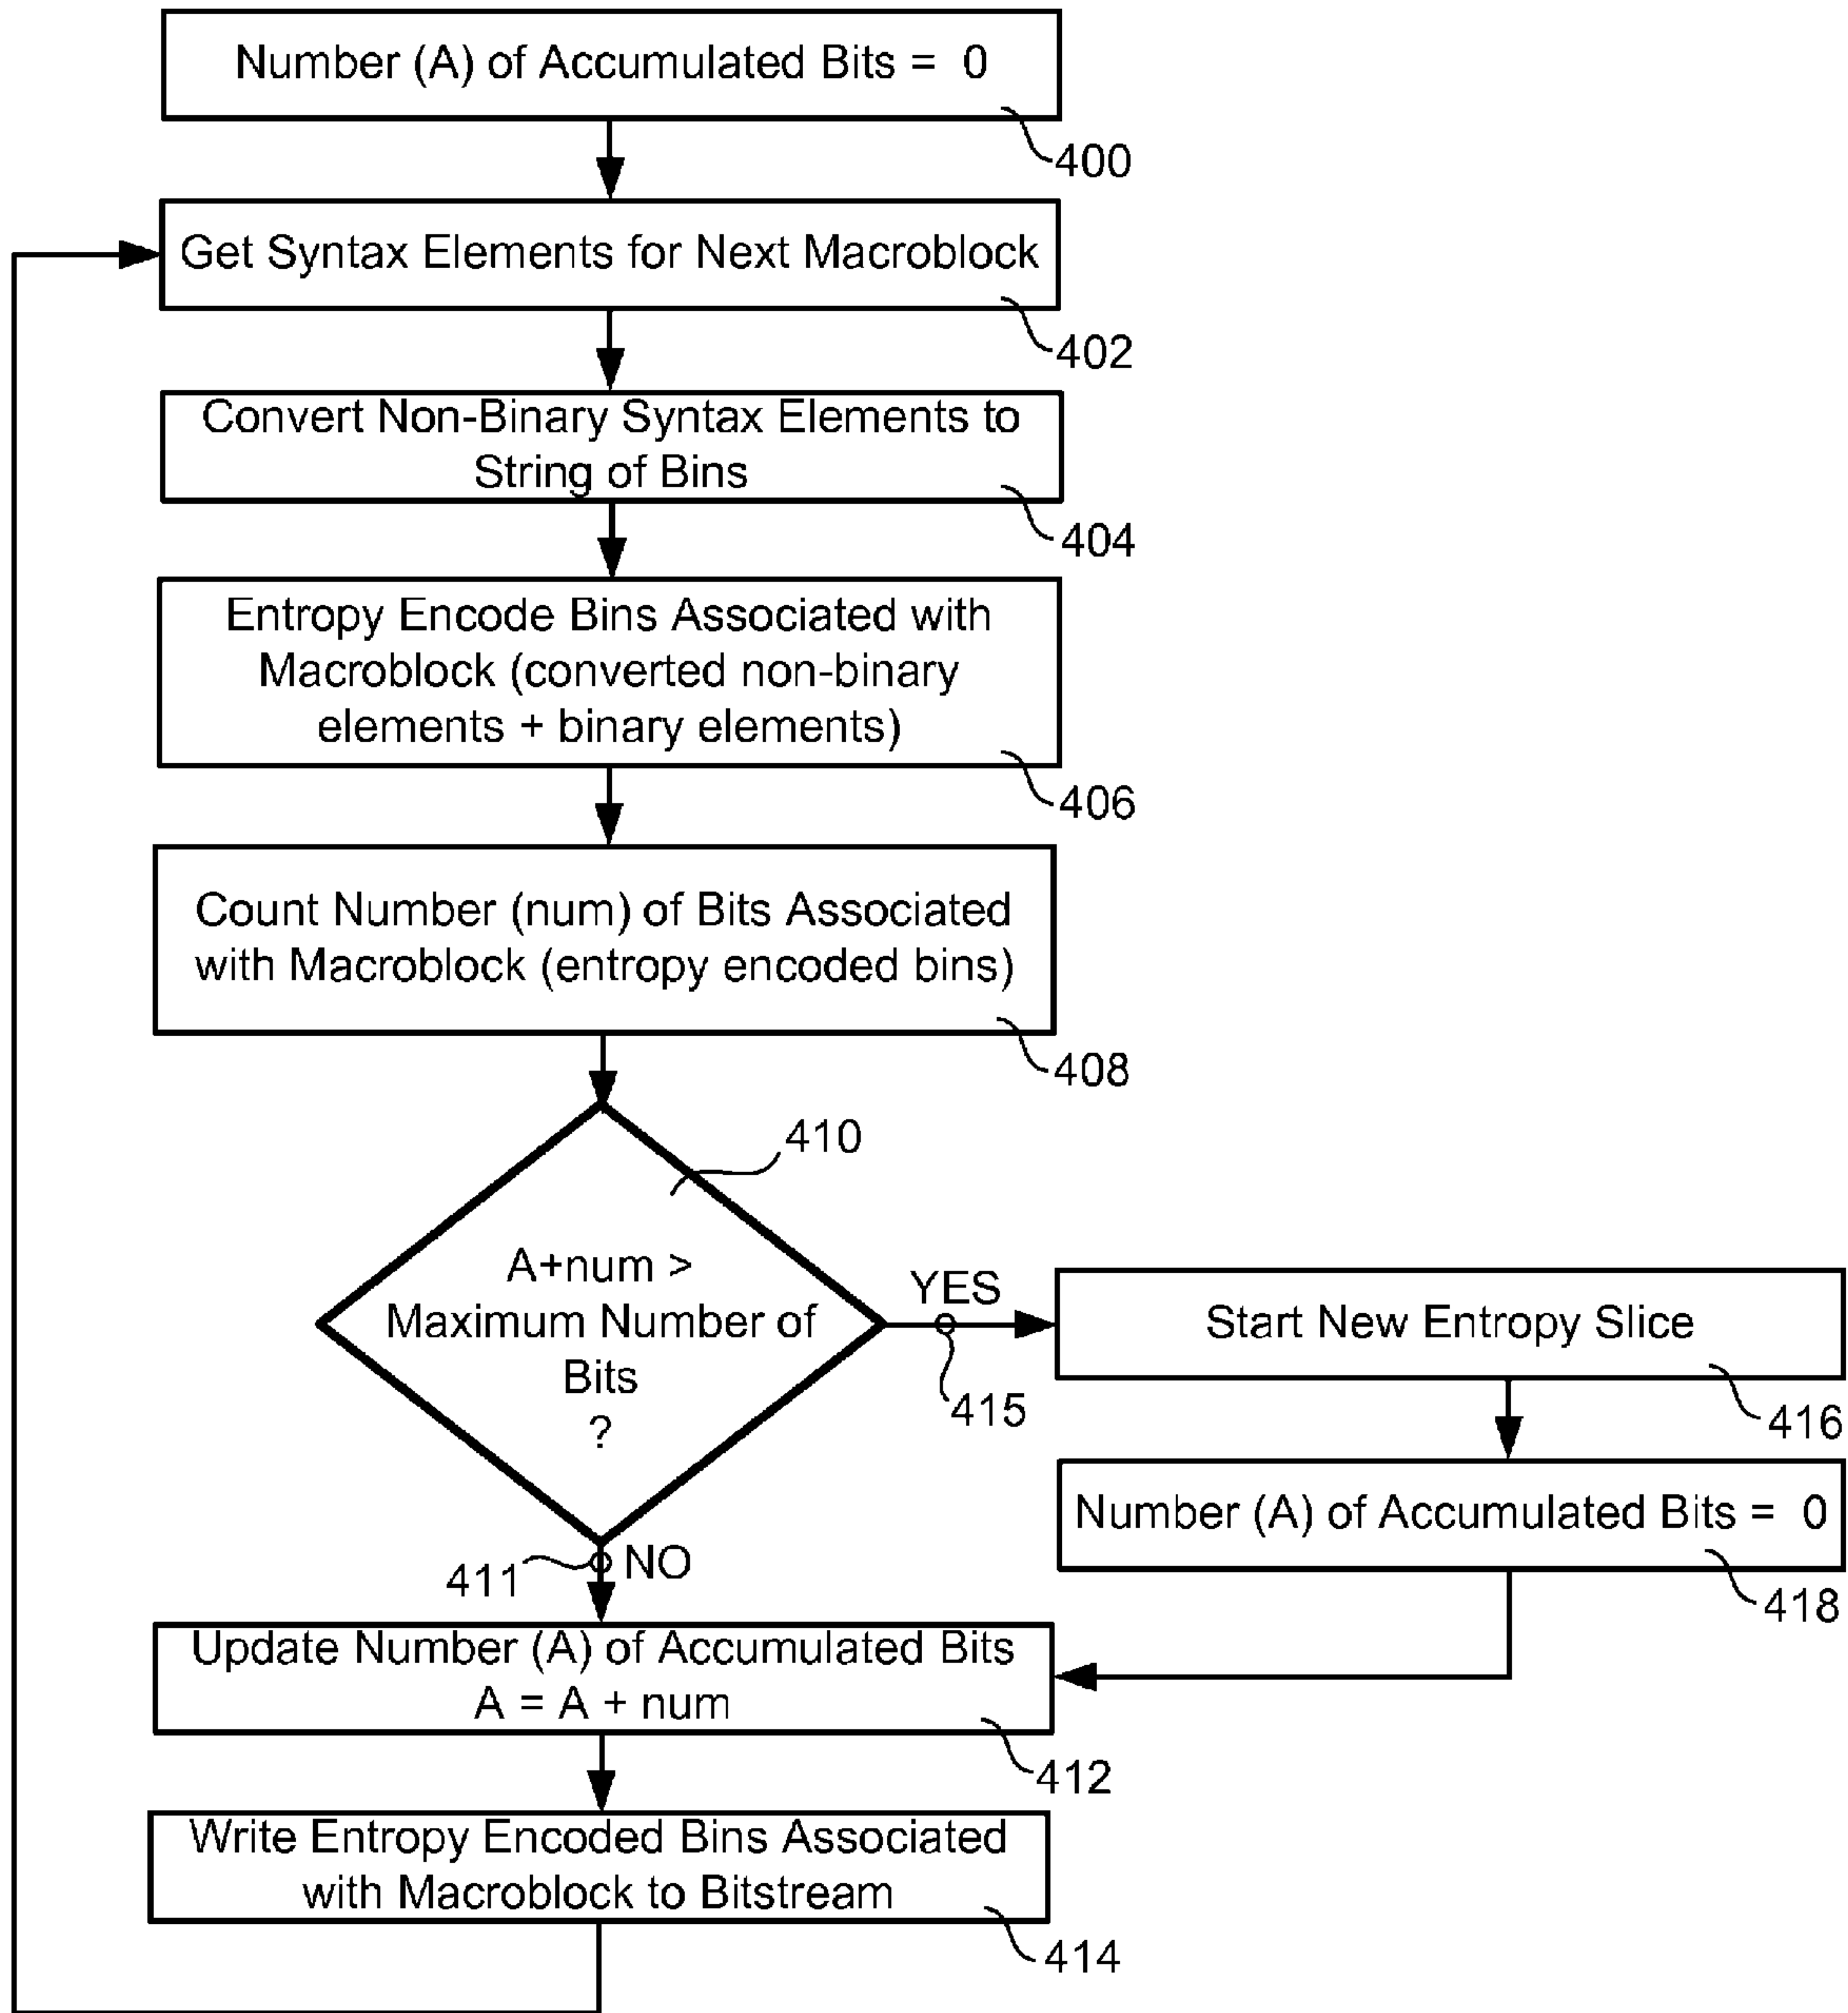 Number (A) of Accumulated Bits = 0
400
Get Syntax Elements for Next Macroblock
402
Convert Non-Binary Syntax Elements to
String of Bins
404
Entropy Encode Bins Associated with
Macroblock (converted non-binary
elements + binary elements)
406
Count Number (num) of Bits Associated
with Macroblock (entropy encoded bins)
408
410
A+num >
Maximum Number of
Bits
?
YES
415
Start New Entropy Slice
416
Number (A) of Accumulated Bits = 0
418
411
NO
Update Number (A) of Accumulated Bits
A = A + num
412
Write Entropy Encoded Bins Associated
with Macroblock to Bitstream
414